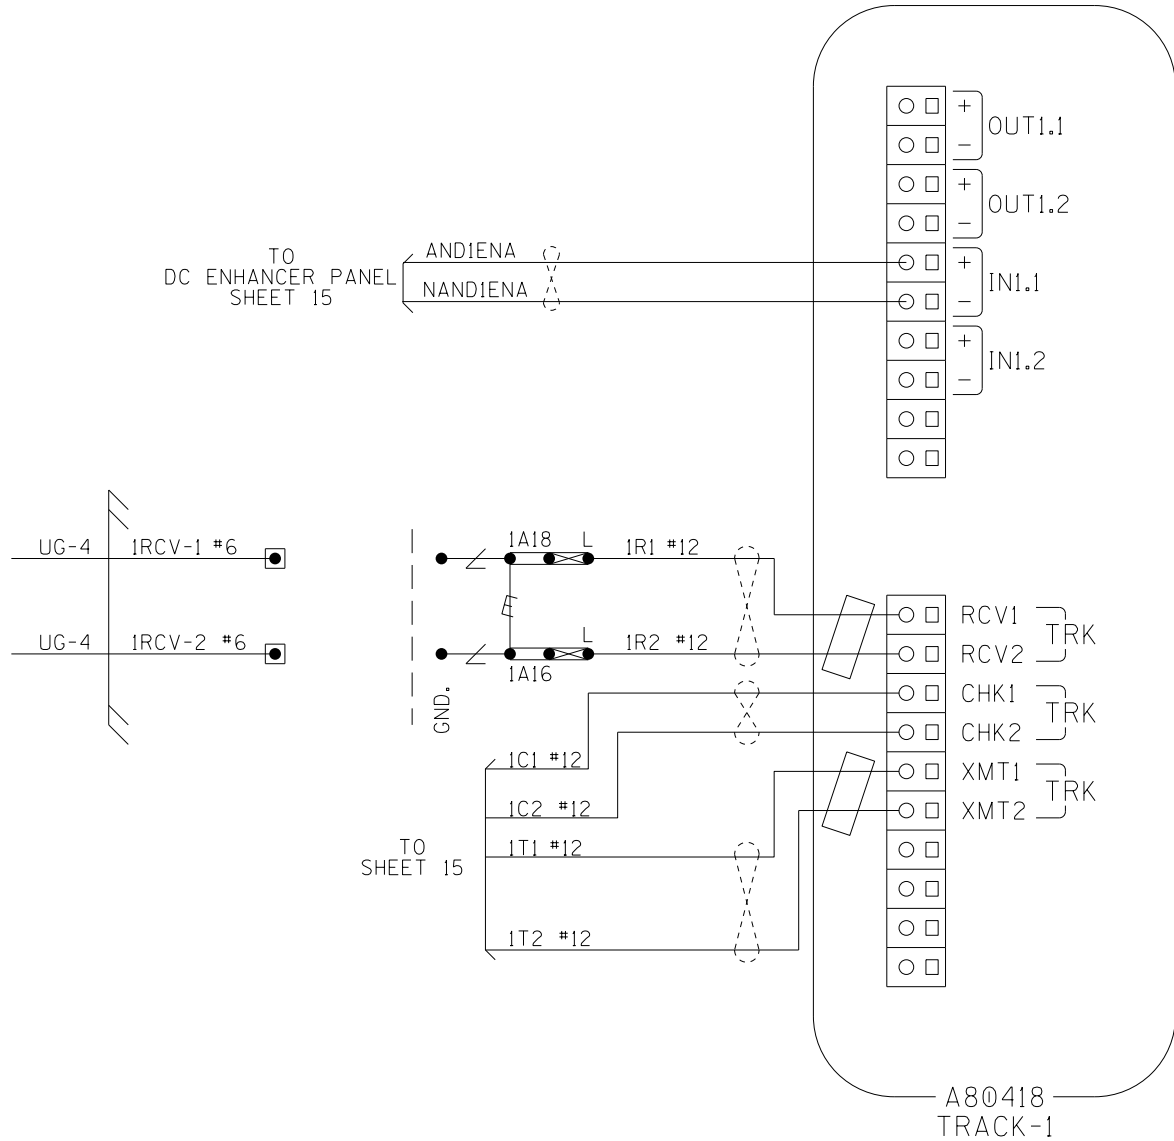 +
OUT1.1
-
+
OUT1.2
-
TO
DC ENHANCER PANEL
SHEET 15
AND1ENA
NAND1ENA
+
IN1.1
-
+
IN1.2
-
UG-4
1RCV-1 #6
1A18
L
1R1 #12
UG-4
1RCV-2 #6
1A16
L
1R2 #12
E
GND.
RCV1
RCV2
TRK
CHK1
CHK2
TRK
XMT1
XMT2
TRK
1C1 #12
1C2 #12
1T1 #12
1T2 #12
TO
SHEET 15
A80418
TRACK-1